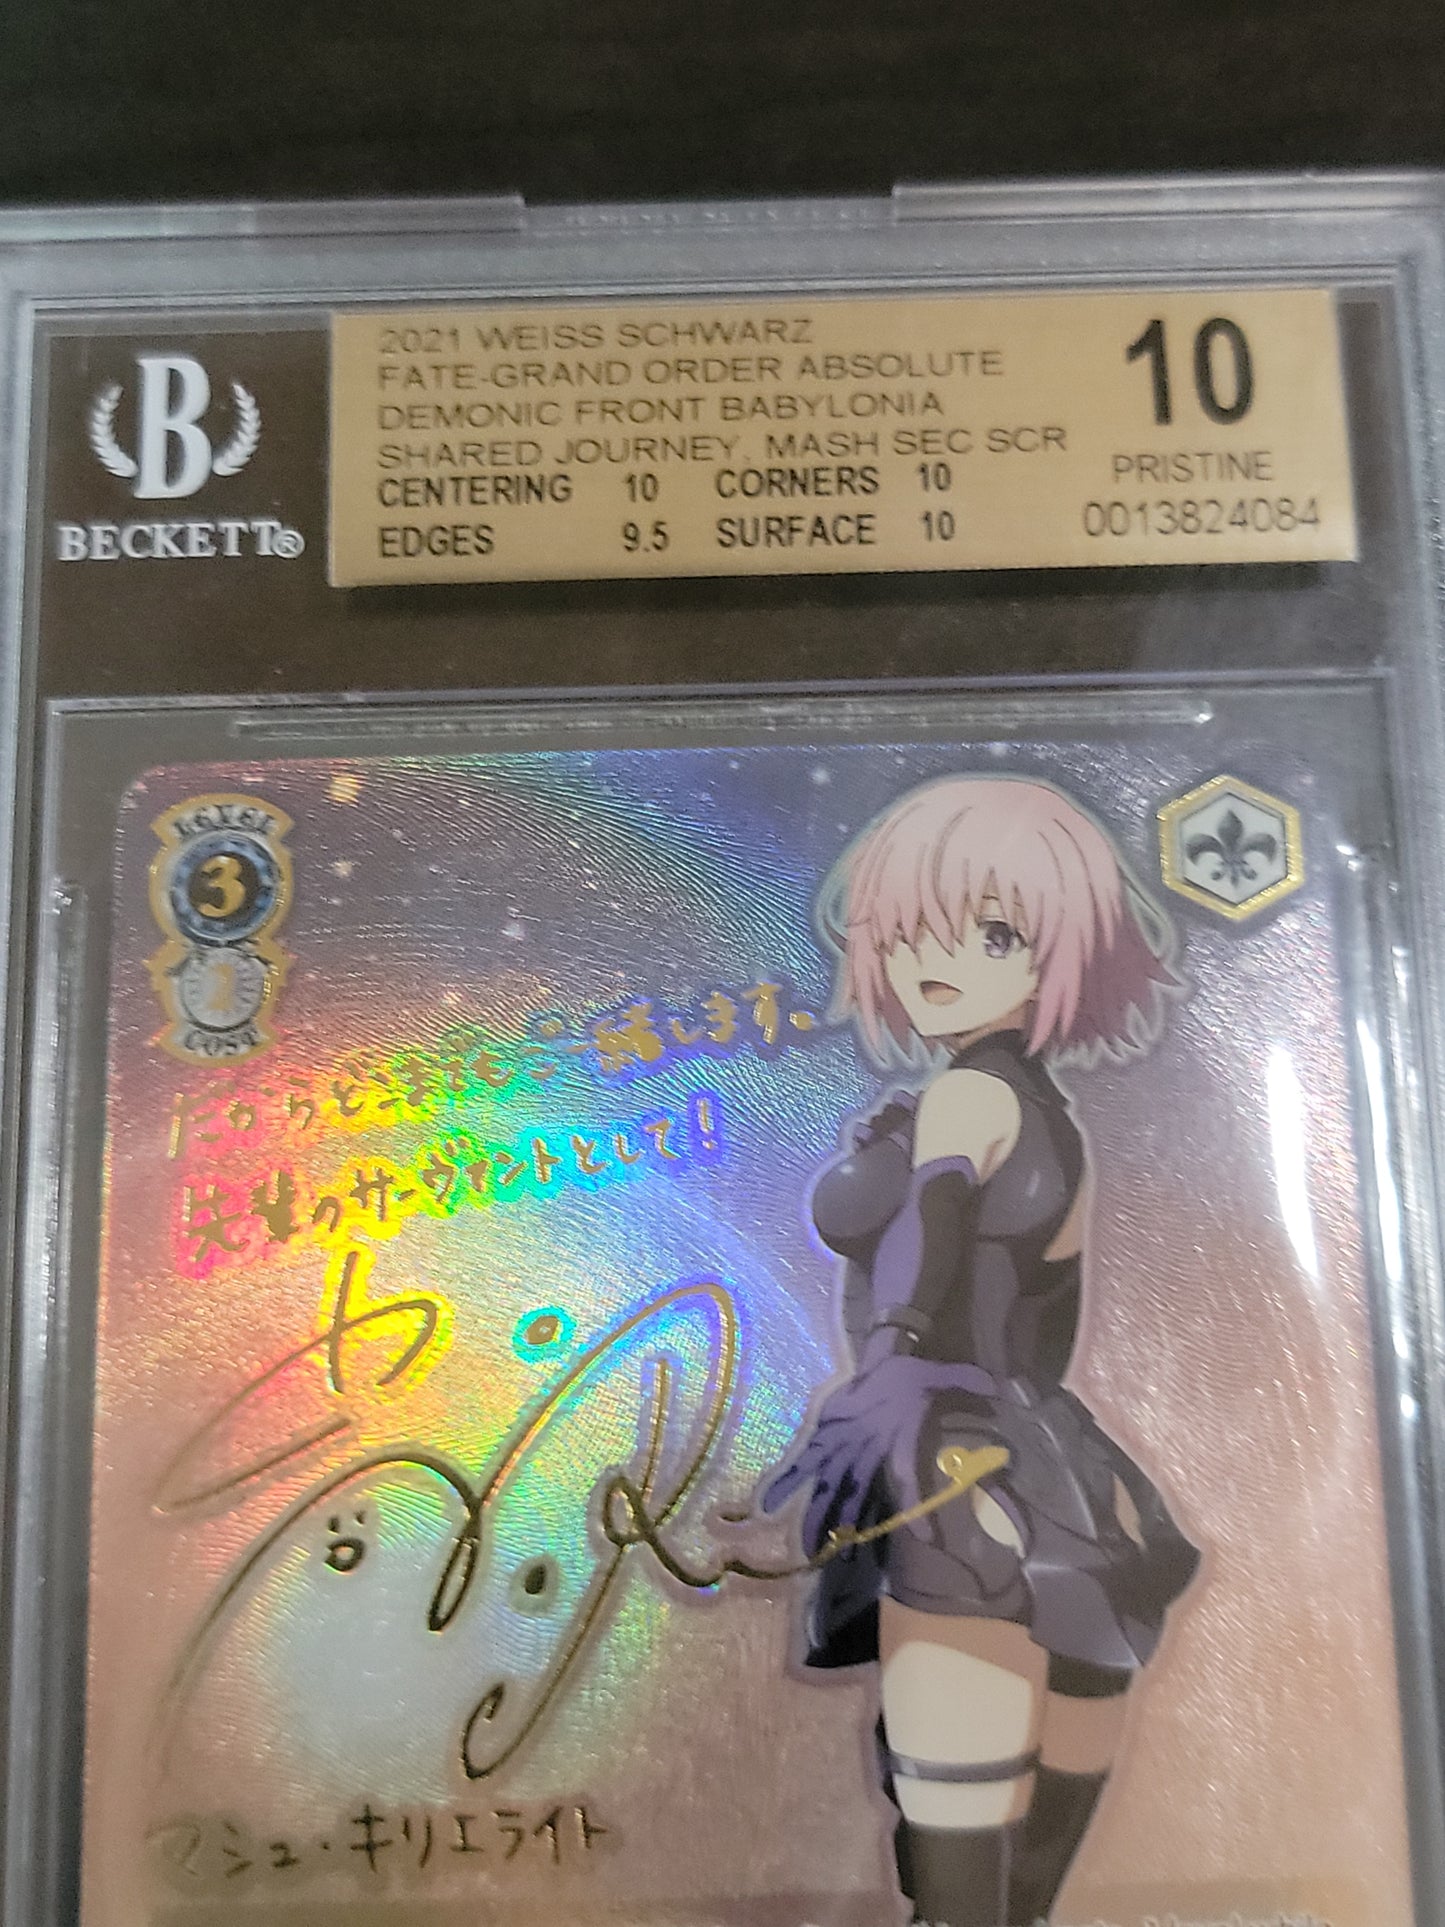 B
BECKETT®
2021 WEISS SCHWARZ
FATE-GRAND ORDER ABSOLUTE
DEMONIC FRONT BABYLONIA
SHARED JOURNEY, MASH SEC SCR
CENTERING 10 CORNERS 10
EDGES 9.5 SURFACE 10
10
PRISTINE
0013824084
LEVEL
3
2
COST
だからどこまでもご一緒します。
先輩のサーヴァントとして!
マシュ・キリエライト